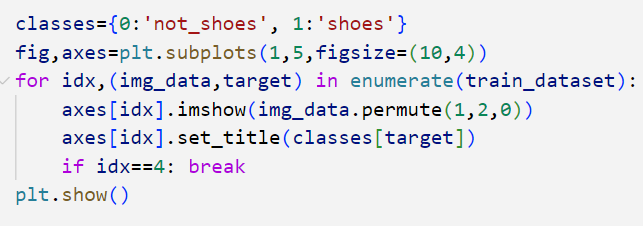 classes={0:'not_shoes', 1:'shoes'}
fig,axes=plt.subplots(1,5,figsize=(10,4))
for idx,(img_data,target) in enumerate(train_dataset):
    axes[idx].imshow(img_data.permute(1,2,0))
    axes[idx].set_title(classes[target])
    if idx==4: break
plt.show()